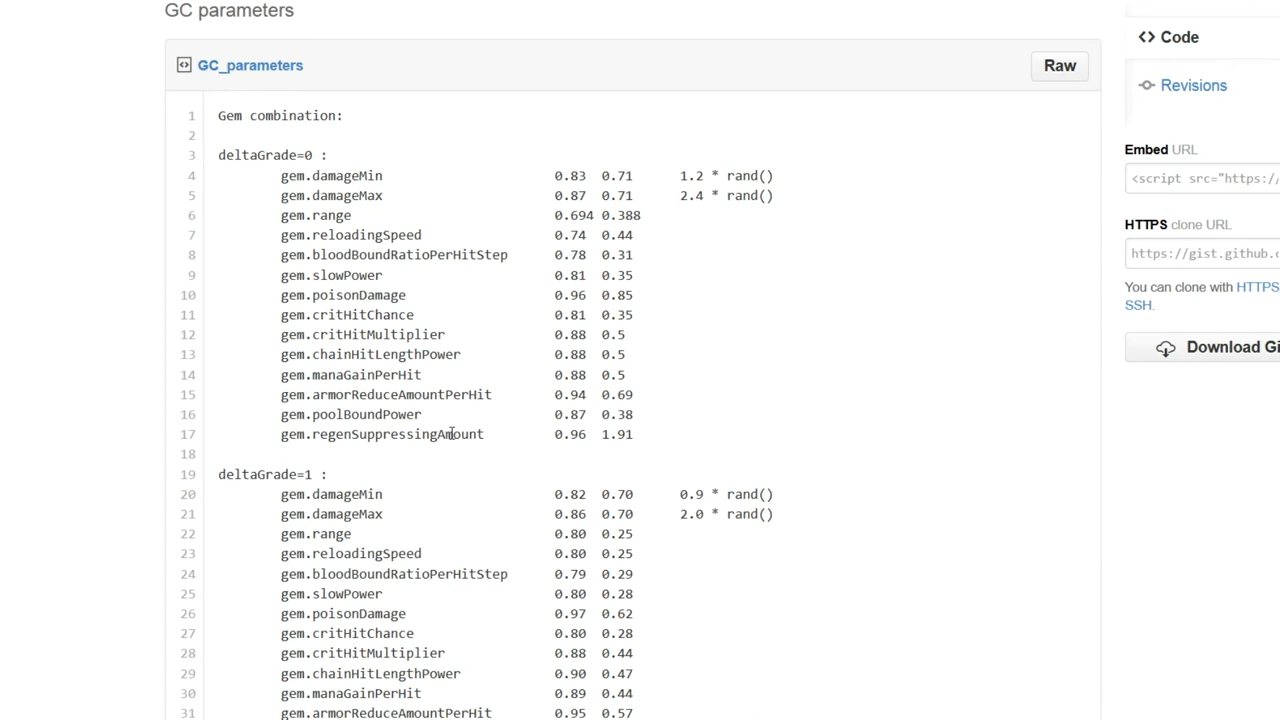 GC parameters
GC_parameters
Raw
1 Gem combination:
2
3 deltaGrade=0 :
4 gem.damageMin 0.83 0.71 1.2 * rand()
5 gem.damageMax 0.87 0.71 2.4 * rand()
6 gem.range 0.694 0.388
7 gem.reloadingSpeed 0.74 0.44
8 gem.bloodBoundRatioPerHitStep 0.78 0.31
9 gem.slowPower 0.81 0.35
10 gem.poisonDamage 0.96 0.85
11 gem.critHitChance 0.81 0.35
12 gem.critHitMultiplier 0.88 0.5
13 gem.chainHitLengthPower 0.88 0.5
14 gem.manaGainPerHit 0.88 0.5
15 gem.armorReduceAmountPerHit 0.94 0.69
16 gem.poolBoundPower 0.87 0.38
17 gem.regenSuppressingAmount 0.96 1.91
18
19 deltaGrade=1 :
20 gem.damageMin 0.82 0.70 0.9 * rand()
21 gem.damageMax 0.86 0.70 2.0 * rand()
22 gem.range 0.80 0.25
23 gem.reloadingSpeed 0.80 0.25
24 gem.bloodBoundRatioPerHitStep 0.79 0.29
25 gem.slowPower 0.80 0.28
26 gem.poisonDamage 0.97 0.62
27 gem.critHitChance 0.80 0.28
28 gem.critHitMultiplier 0.88 0.44
29 gem.chainHitLengthPower 0.90 0.47
30 gem.manaGainPerHit 0.89 0.44
31 gem.armorReduceAmountPerHit 0.95 0.57
<> Code
Revisions
Embed URL
<script src="https:/
HTTPS clone URL
https://gist.github.c
You can clone with HTTPS
SSH.
Download Gi